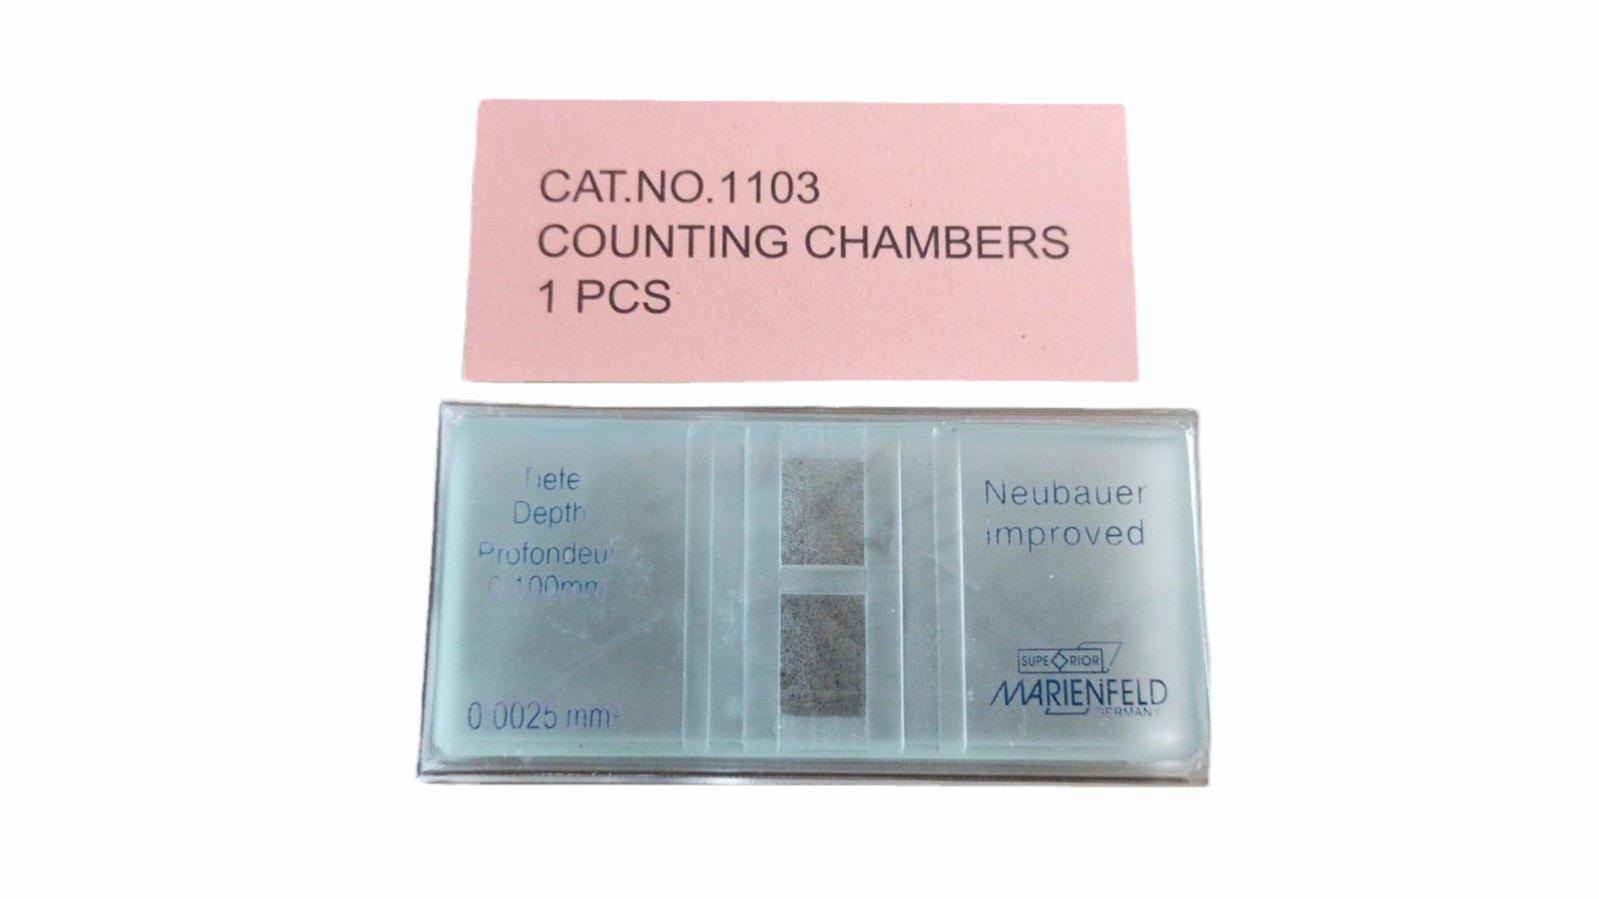 CAT.NO.1103
COUNTING CHAMBERS
1 PCS
Tiefe
Depth
Profondeur
0.100mm
0.0025 mm²
Neubauer
improved
SUPERIOR
MARIENFELD
GERMANY